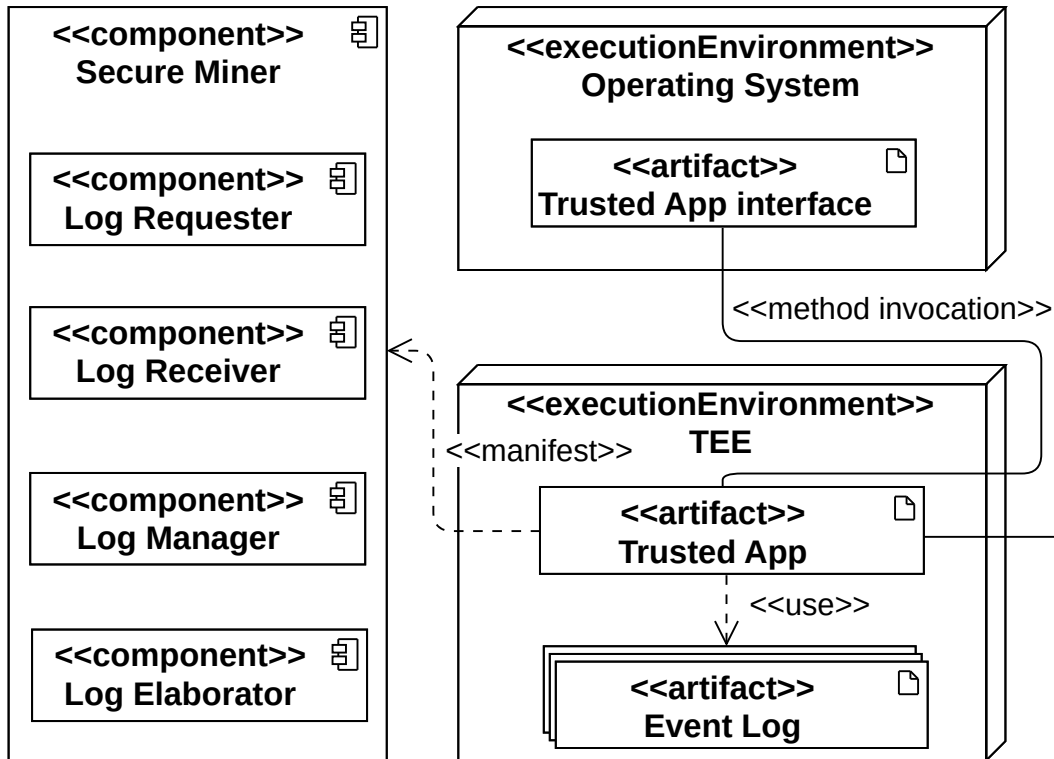 <<component>>
Secure Miner
<<component>>
Log Requester
<<component>>
Log Receiver
<<component>>
Log Manager
<<component>>
Log Elaborator
<<executionEnvironment>>
Operating System
<<artifact>>
Trusted App interface
<<method invocation>>
<<executionEnvironment>>
TEE
<<manifest>>
<<artifact>>
Trusted App
<<use>>
<<artifact>>
Event Log